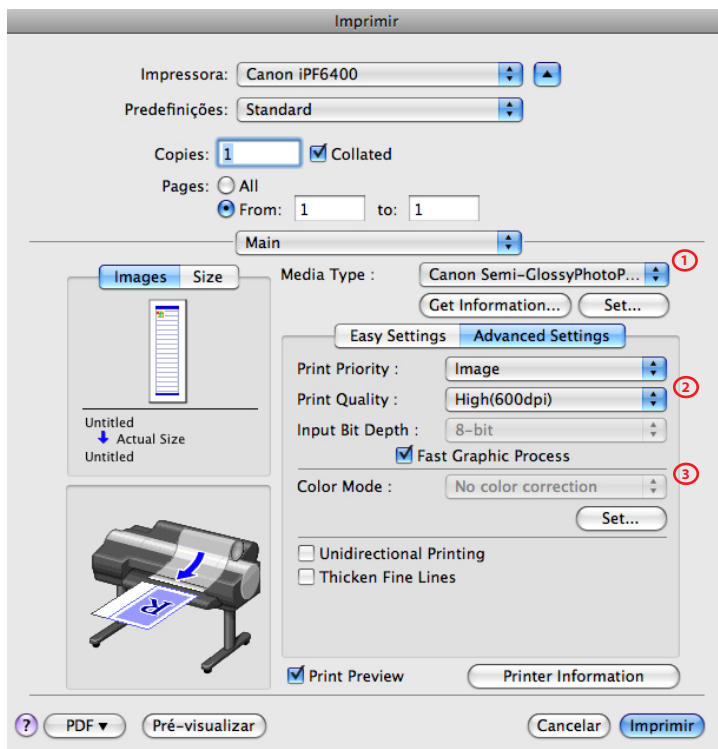 Imprimir
Impressora: Canon iPF6400
Predefinições: Standard
Copies: 1 Collated
Pages: All
From: 1 to: 1
Main
Images Size
Media Type : Canon Semi-GlossyPhotoP... 1
Get Information... Set...
Easy Settings Advanced Settings
Print Priority : Image
Print Quality : High(600dpi) 2
Input Bit Depth : 8-bit
Fast Graphic Process
Untitled
Actual Size
Untitled
Color Mode : No color correction 3
Set...
Unidirectional Printing
Thicken Fine Lines
R
Print Preview Printer Information
? PDF ▼ Pré-visualizar Cancelar Imprimir